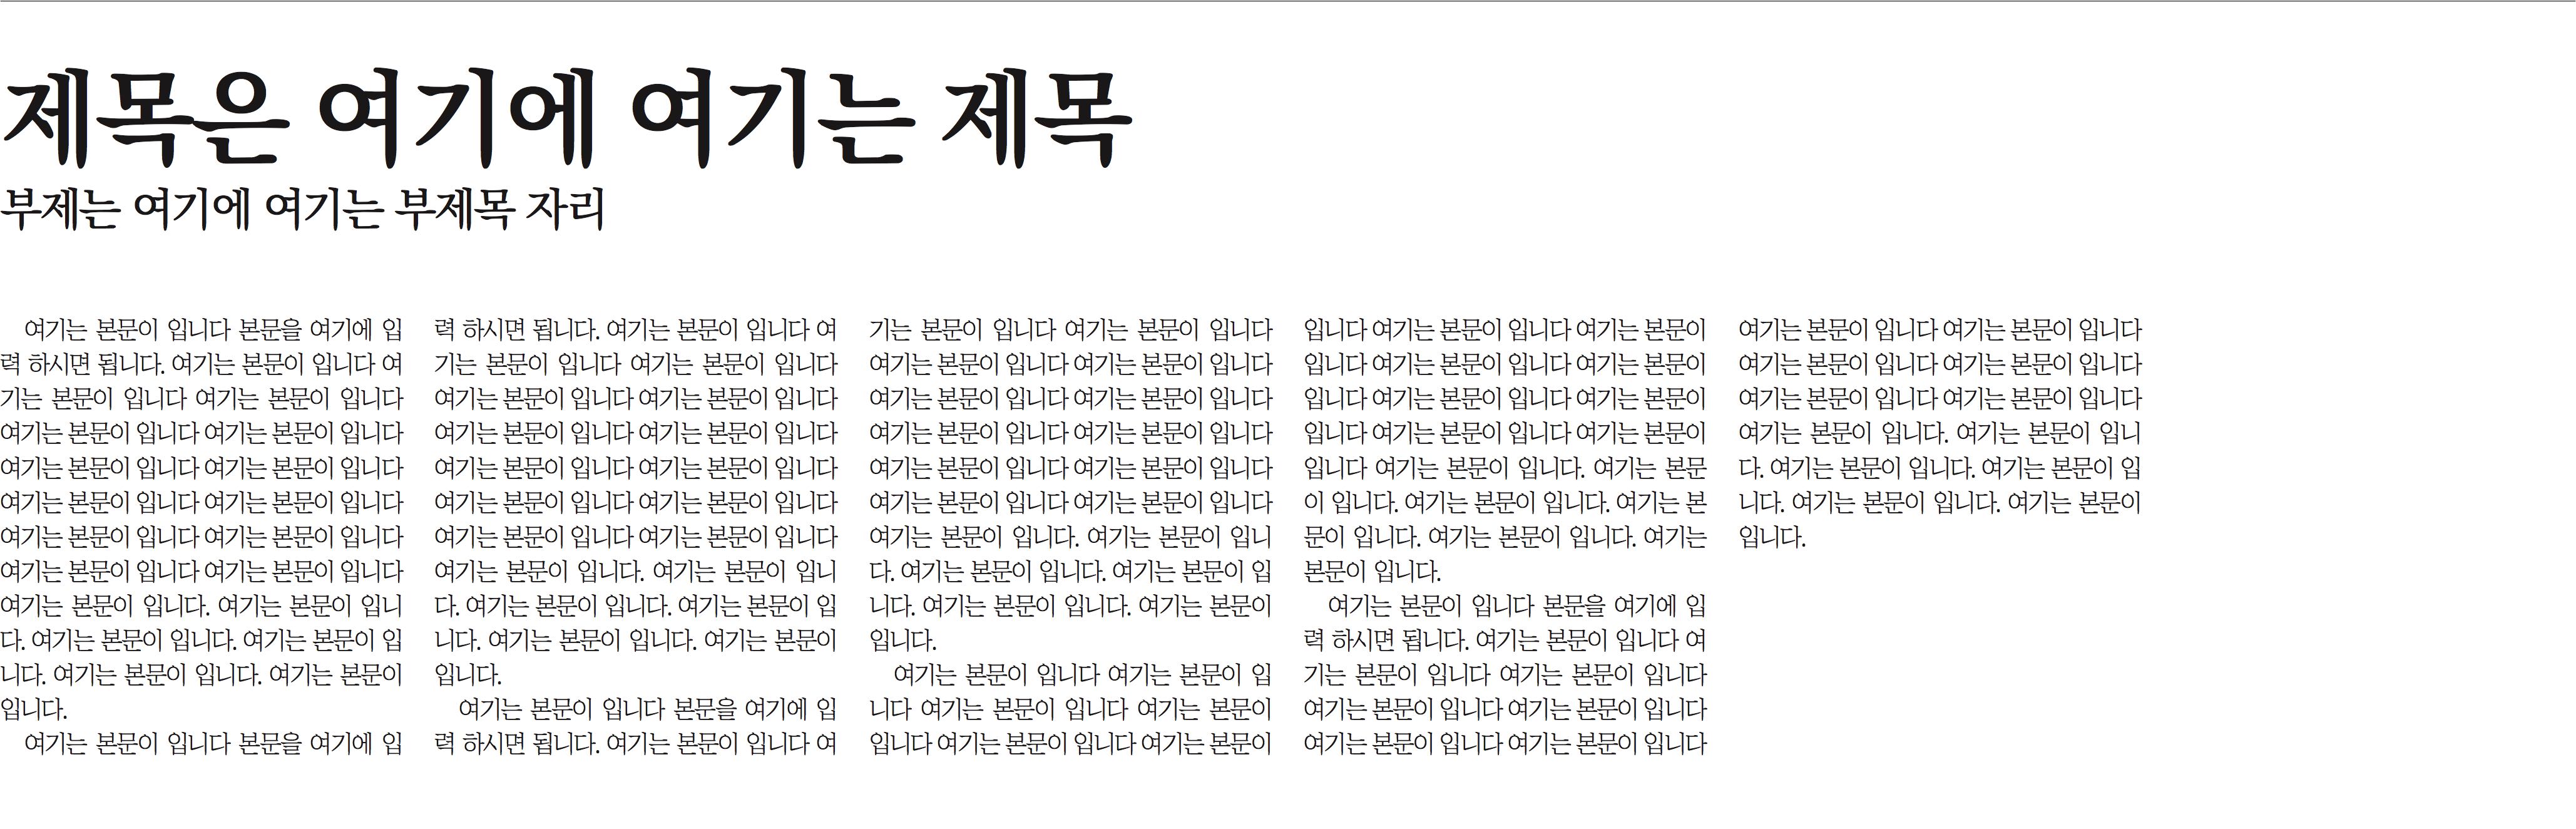 제목은 여기에 여기는 제목
부제는 여기에 여기는 부제목 자리
여기는 본문이 입니다 본문을 여기에 입
력 하시면 됩니다. 여기는 본문이 입니다 여
기는 본문이 입니다 여기는 본문이 입니다
여기는 본문이 입니다 여기는 본문이 입니다
여기는 본문이 입니다 여기는 본문이 입니다
여기는 본문이 입니다 여기는 본문이 입니다
여기는 본문이 입니다 여기는 본문이 입니다
여기는 본문이 입니다 여기는 본문이 입니다
여기는 본문이 입니다. 여기는 본문이 입니
다. 여기는 본문이 입니다. 여기는 본문이 입
니다. 여기는 본문이 입니다. 여기는 본문이
입니다.
여기는 본문이 입니다 본문을 여기에 입
력 하시면 됩니다. 여기는 본문이 입니다 여
기는 본문이 입니다 여기는 본문이 입니다
여기는 본문이 입니다 여기는 본문이 입니다
여기는 본문이 입니다 여기는 본문이 입니다
여기는 본문이 입니다 여기는 본문이 입니다
여기는 본문이 입니다 여기는 본문이 입니다
여기는 본문이 입니다 여기는 본문이 입니다
여기는 본문이 입니다. 여기는 본문이 입니
다. 여기는 본문이 입니다. 여기는 본문이 입
니다. 여기는 본문이 입니다. 여기는 본문이
입니다.
여기는 본문이 입니다 본문을 여기에 입
력 하시면 됩니다. 여기는 본문이 입니다 여
기는 본문이 입니다 여기는 본문이 입니다
여기는 본문이 입니다 여기는 본문이 입니다
여기는 본문이 입니다 여기는 본문이 입니다
여기는 본문이 입니다 여기는 본문이 입니다
여기는 본문이 입니다 여기는 본문이 입니다
여기는 본문이 입니다 여기는 본문이 입니다
여기는 본문이 입니다. 여기는 본문이 입니
다. 여기는 본문이 입니다. 여기는 본문이 입
니다. 여기는 본문이 입니다. 여기는 본문이
입니다.
여기는 본문이 입니다 여기는 본문이 입
니다 여기는 본문이 입니다 여기는 본문이
입니다 여기는 본문이 입니다 여기는 본문이
입니다 여기는 본문이 입니다 여기는 본문이
입니다 여기는 본문이 입니다 여기는 본문이
입니다 여기는 본문이 입니다 여기는 본문이
입니다 여기는 본문이 입니다 여기는 본문이
입니다 여기는 본문이 입니다. 여기는 본문
이 입니다. 여기는 본문이 입니다. 여기는 본
문이 입니다. 여기는 본문이 입니다. 여기는
본문이 입니다.
여기는 본문이 입니다 본문을 여기에 입
력 하시면 됩니다. 여기는 본문이 입니다 여
기는 본문이 입니다 여기는 본문이 입니다
여기는 본문이 입니다 여기는 본문이 입니다
여기는 본문이 입니다 여기는 본문이 입니다
여기는 본문이 입니다 여기는 본문이 입니다
여기는 본문이 입니다 여기는 본문이 입니다
여기는 본문이 입니다 여기는 본문이 입니다
여기는 본문이 입니다. 여기는 본문이 입니
다. 여기는 본문이 입니다. 여기는 본문이 입
니다. 여기는 본문이 입니다. 여기는 본문이
입니다.